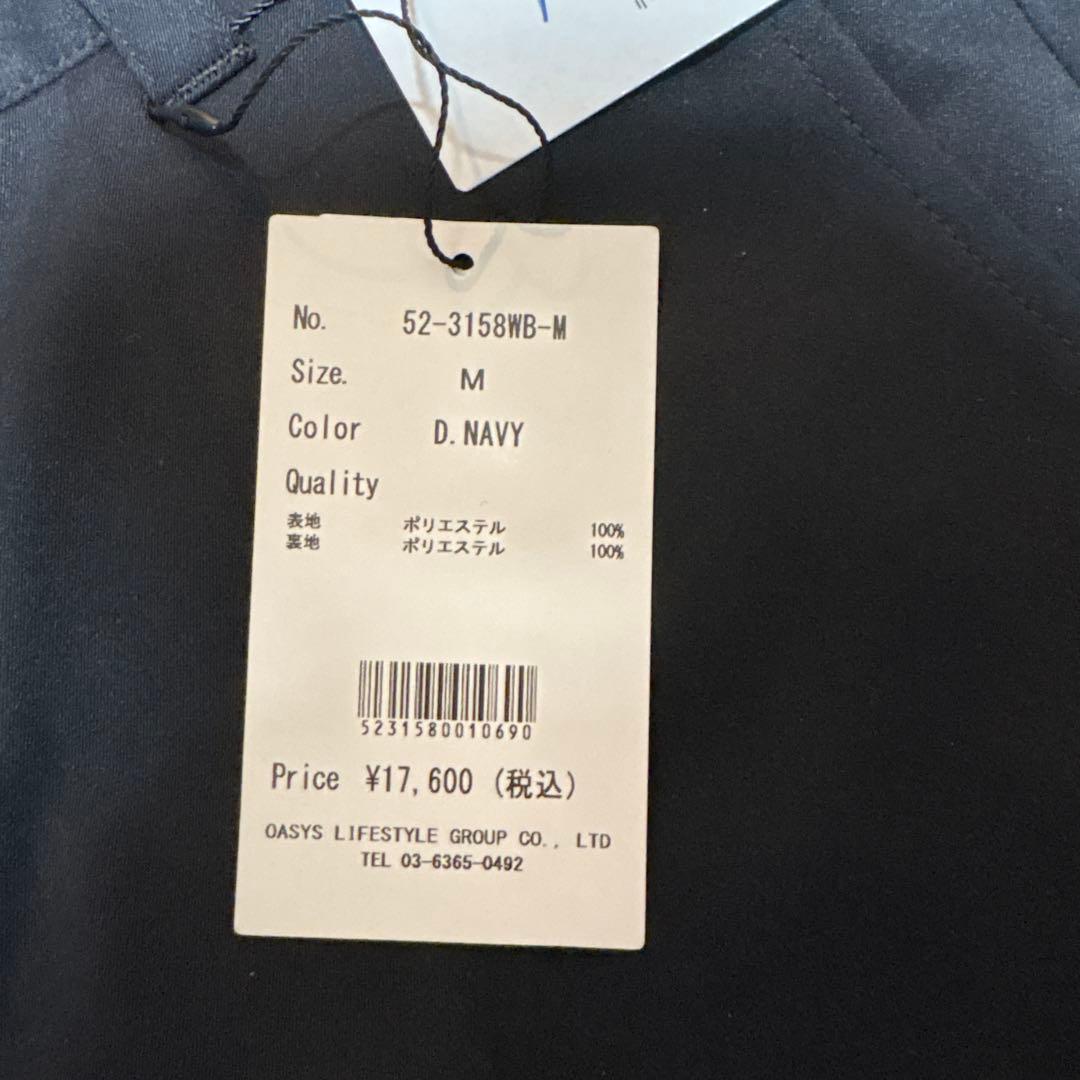 No. 52-3158WB-M
Size. M
Color D.NAVY
Quality
表地 ポリエステル 100%
裏地 ポリエステル 100%
5231580010690
Price ¥17,600 (税込)
OASYS LIFESTYLE GROUP CO., LTD
TEL 03-6365-0492